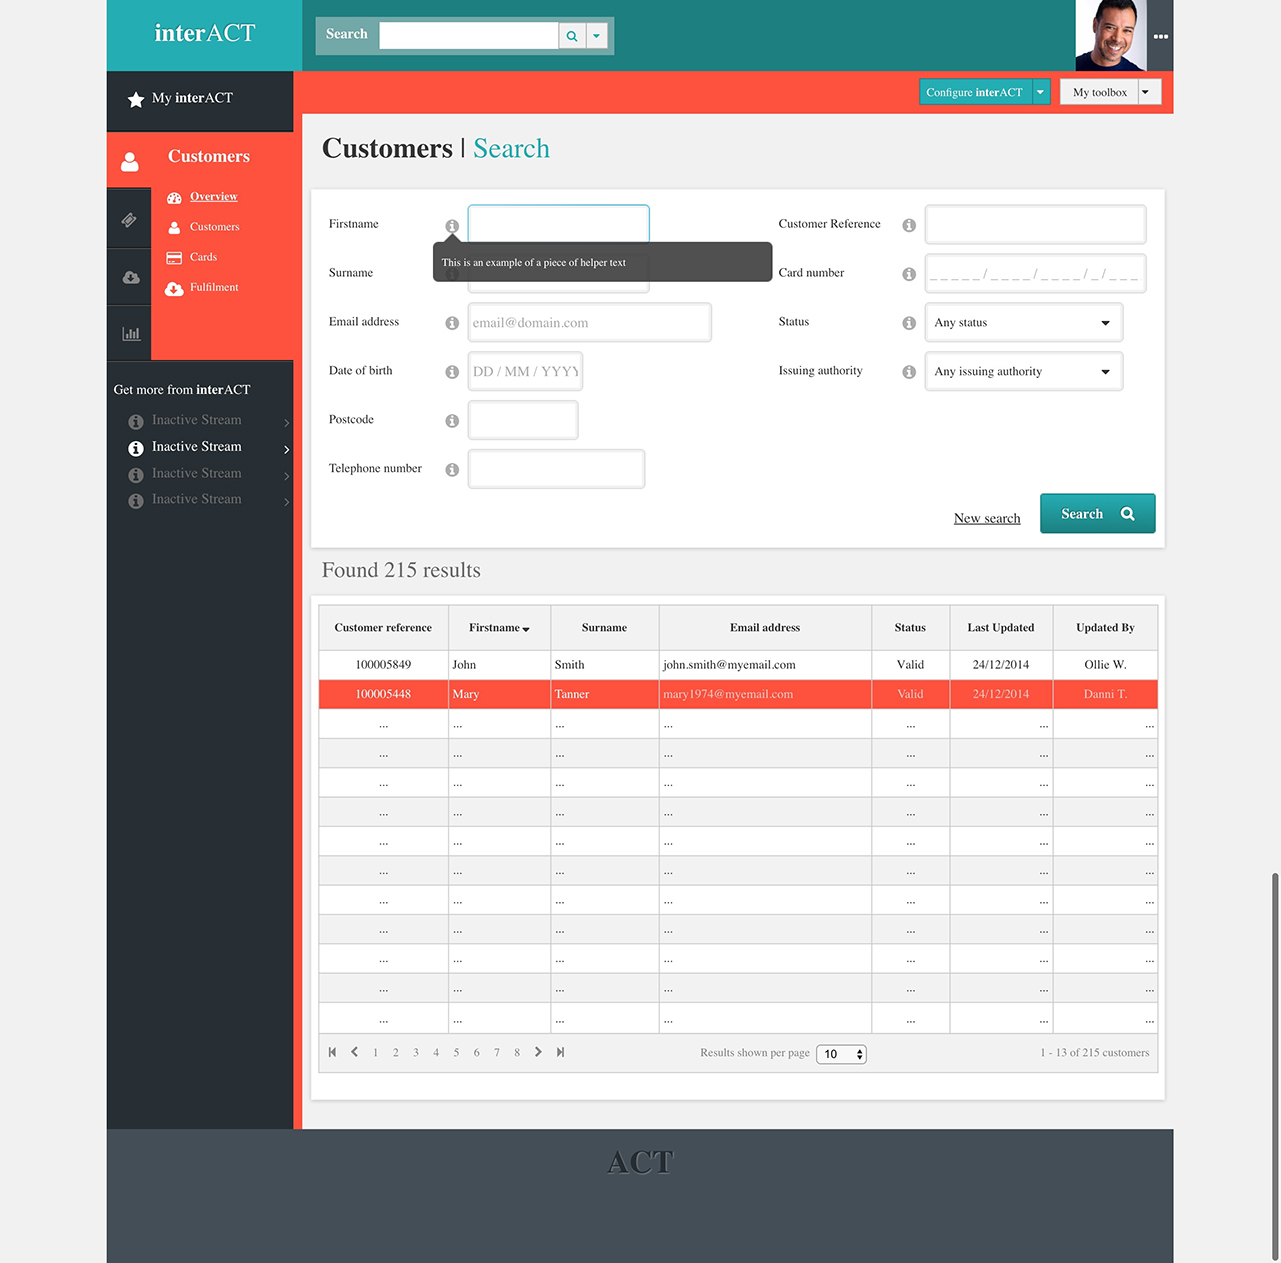 interACT
Search
My interACT
Configure interACT
My toolbox
Customers
Overview
Customers
Cards
Fulfilment
Get more from interACT
Inactive Stream
Inactive Stream
Inactive Stream
Inactive Stream
Customers | Search
Firstname
Customer Reference
This is an example of a piece of helper text
Surname
Card number
_ _ _ _ _ / _ _ _ _ / _ _ _ _ / _ / _ _ _
Email address
email@domain.com
Status
Any status
Date of birth
DD / MM / YYYY
Issuing authority
Any issuing authority
Postcode
Telephone number
New search
Search
Found 215 results
Customer reference Firstname Surname Email address Status Last Updated Updated By
100005849 John Smith john.smith@myemail.com Valid 24/12/2014 Ollie W.
100005448 Mary Tanner mary1974@myemail.com Valid 24/12/2014 Danni T.
... ... ... ... ... ... ...
... ... ... ... ... ... ...
... ... ... ... ... ... ...
... ... ... ... ... ... ...
... ... ... ... ... ... ...
... ... ... ... ... ... ...
... ... ... ... ... ... ...
... ... ... ... ... ... ...
... ... ... ... ... ... ...
... ... ... ... ... ... ...
... ... ... ... ... ... ...
1 2 3 4 5 6 7 8
Results shown per page 10
1 - 13 of 215 customers
ACT